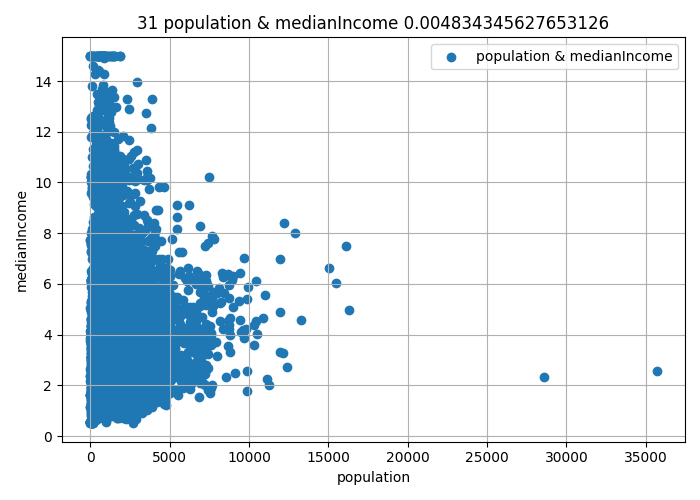 31 population & medianIncome 0.004834345627653126
population & medianIncome
14
12
10
8
6
4
2
0
medianIncome
0 5000 10000 15000 20000 25000 30000 35000
population